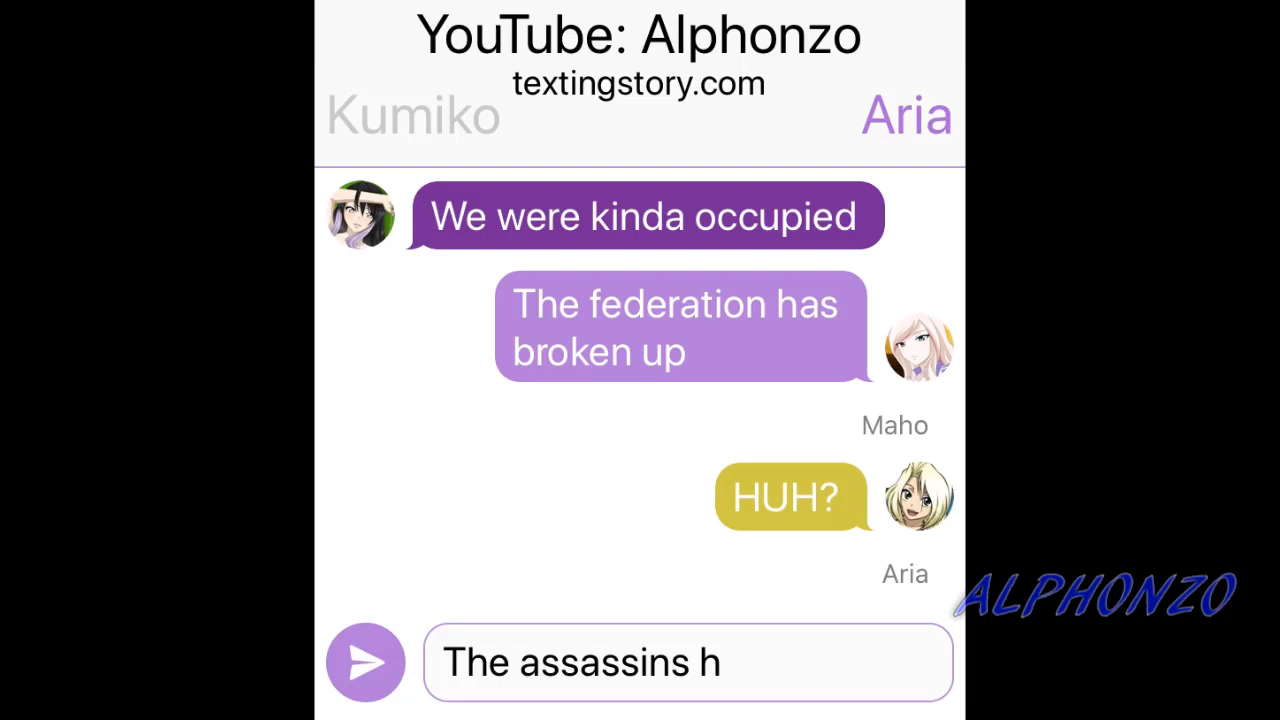 YouTube: Alphonzo
textingstory.com
Kumiko
Aria
We were kinda occupied
The federation has
broken up
Maho
HUH?
Aria
ALPHONZO
The assassins h